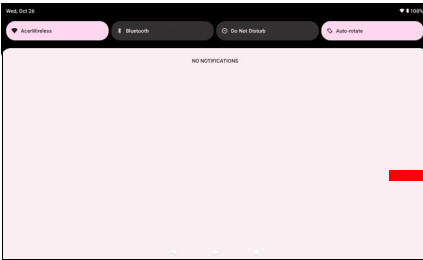 Wed, Oct 26 100%
AcerWireless Bluetooth Do Not Disturb Auto-rotate
NO NOTIFICATIONS